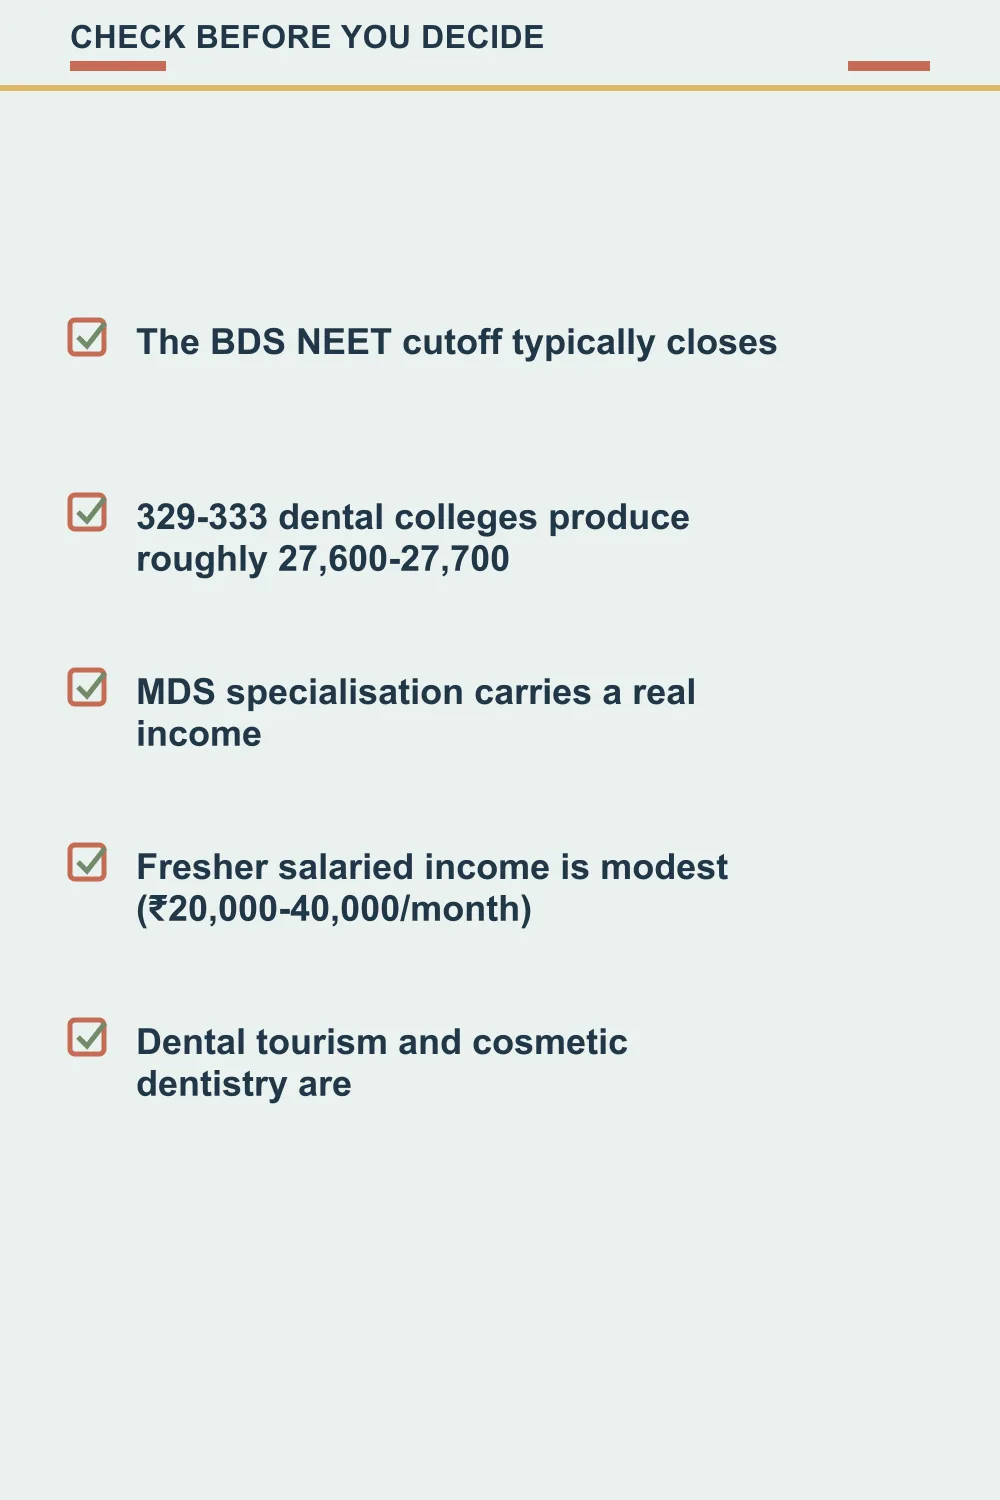 CHECK BEFORE YOU DECIDE
The BDS NEET cutoff typically closes
329-333 dental colleges produce
roughly 27,600-27,700
MDS specialisation carries a real
income
Fresher salaried income is modest
(₹20,000-40,000/month)
Dental tourism and cosmetic
dentistry are